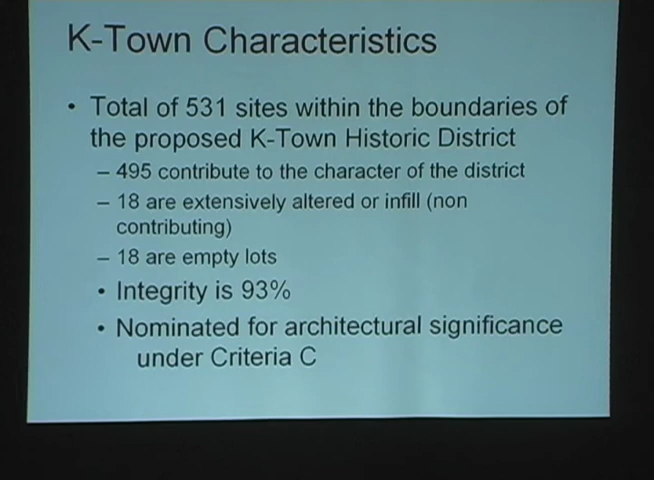 K-Town Characteristics
• Total of 531 sites within the boundaries of
the proposed K-Town Historic District
– 495 contribute to the character of the district
– 18 are extensively altered or infill (non
contributing)
– 18 are empty lots
• Integrity is 93%
• Nominated for architectural significance
under Criteria C